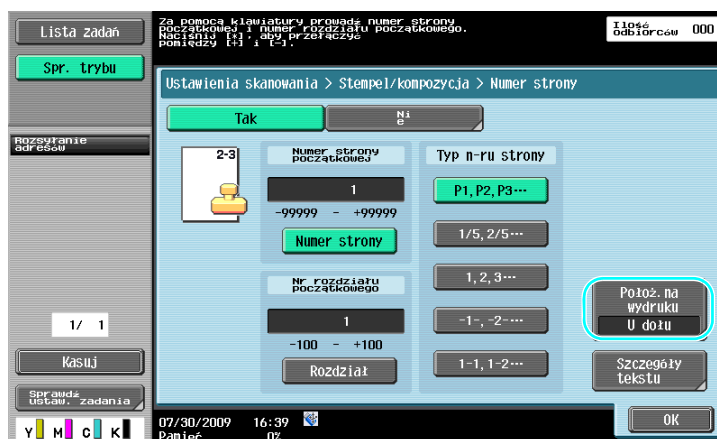 Lista zadań
Za pomocą klawiatury prowadź numer strony
początkowej i numer rozdziału początkowego.
Naciśnij [*], aby przełączyć
pomiędzy [+] i [-].
Ilość
odbiorców 000
Spr. trybu
Ustawienia skanowania > Stempel/kompozycja > Numer strony
Tak
Ni
e
Rozsyłanie
adresów
2-3
Numer strony
początkowej
Typ n-ru strony
1
P1,P2,P3…
-99999 - +99999
Numer strony
1/5,2/5…
Nr rozdziału
początkowego
1,2,3…
Położ.na
wydruku
U dołu
1/ 1
1
-1-,-2-…
-100 - +100
Kasuj
Rozdział
1-1,1-2…
Szczegóły
tekstu
Sprawdź
ustaw. zadania
07/30/2009 16:39
OK
Y M C K
Pamięć 0%